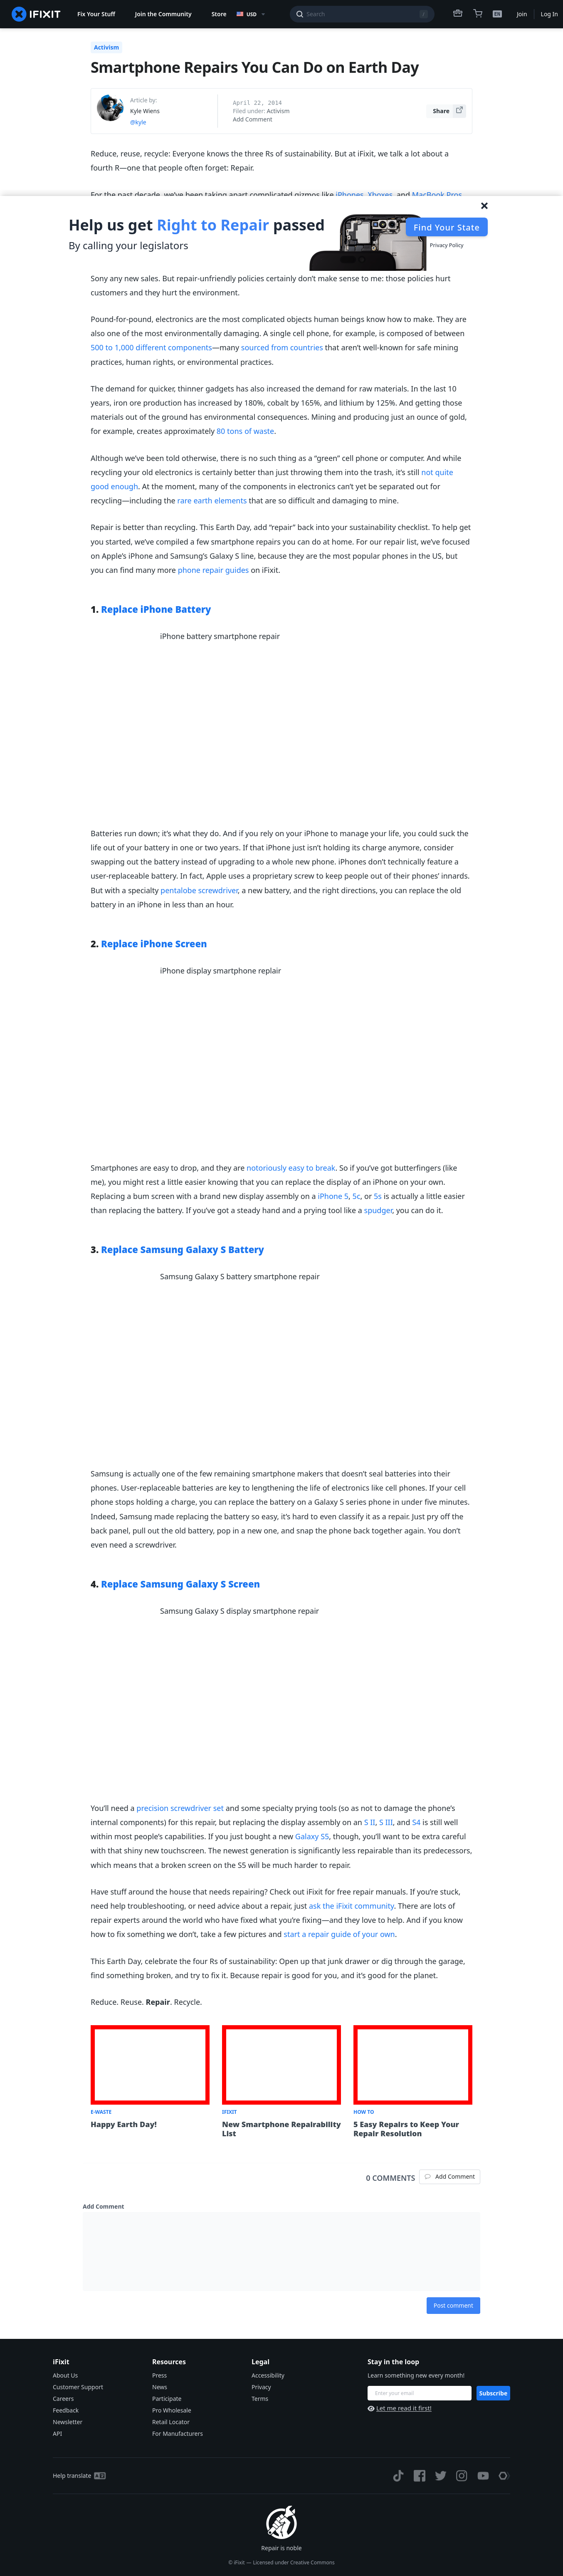 IFIXIT Fix Your Stuff Join the Community Store USD Search / EN Join Log In
Activism
Smartphone Repairs You Can Do on Earth Day
Article by:
Kyle Wiens
@kyle
April 22, 2014
Filed under: Activism
Add Comment
Share
Reduce, reuse, recycle: Everyone knows the three Rs of sustainability. But at iFixit, we talk a lot about a
fourth R—one that people often forget: Repair.
For the past decade, we've been taking apart complicated gizmos like iPhones, Xboxes, and MacBook Pros
Help us get Right to Repair passed
By calling your legislators
Find Your State
Privacy Policy
Sony any new sales. But repair-unfriendly policies certainly don't make sense to me: those policies hurt
customers and they hurt the environment.
Pound-for-pound, electronics are the most complicated objects human beings know how to make. They are
also one of the most environmentally damaging. A single cell phone, for example, is composed of between
500 to 1,000 different components—many sourced from countries that aren't well-known for safe mining
practices, human rights, or environmental practices.
The demand for quicker, thinner gadgets has also increased the demand for raw materials. In the last 10
years, iron ore production has increased by 180%, cobalt by 165%, and lithium by 125%. And getting those
materials out of the ground has environmental consequences. Mining and producing just an ounce of gold,
for example, creates approximately 80 tons of waste.
Although we've been told otherwise, there is no such thing as a "green" cell phone or computer. And while
recycling your old electronics is certainly better than just throwing them into the trash, it's still not quite
good enough. At the moment, many of the components in electronics can't yet be separated out for
recycling—including the rare earth elements that are so difficult and damaging to mine.
Repair is better than recycling. This Earth Day, add "repair" back into your sustainability checklist. To help get
you started, we've compiled a few smartphone repairs you can do at home. For our repair list, we've focused
on Apple's iPhone and Samsung's Galaxy S line, because they are the most popular phones in the US, but
you can find many more phone repair guides on iFixit.
1. Replace iPhone Battery
iPhone battery smartphone repair
Batteries run down; it's what they do. And if you rely on your iPhone to manage your life, you could suck the
life out of your battery in one or two years. If that iPhone just isn't holding its charge anymore, consider
swapping out the battery instead of upgrading to a whole new phone. iPhones don't technically feature a
user-replaceable battery. In fact, Apple uses a proprietary screw to keep people out of their phones' innards.
But with a specialty pentalobe screwdriver, a new battery, and the right directions, you can replace the old
battery in an iPhone in less than an hour.
2. Replace iPhone Screen
iPhone display smartphone replair
Smartphones are easy to drop, and they are notoriously easy to break. So if you've got butterfingers (like
me), you might rest a little easier knowing that you can replace the display of an iPhone on your own.
Replacing a bum screen with a brand new display assembly on a iPhone 5, 5c, or 5s is actually a little easier
than replacing the battery. If you've got a steady hand and a prying tool like a spudger, you can do it.
3. Replace Samsung Galaxy S Battery
Samsung Galaxy S battery smartphone repair
Samsung is actually one of the few remaining smartphone makers that doesn't seal batteries into their
phones. User-replaceable batteries are key to lengthening the life of electronics like cell phones. If your cell
phone stops holding a charge, you can replace the battery on a Galaxy S series phone in under five minutes.
Indeed, Samsung made replacing the battery so easy, it's hard to even classify it as a repair. Just pry off the
back panel, pull out the old battery, pop in a new one, and snap the phone back together again. You don't
even need a screwdriver.
4. Replace Samsung Galaxy S Screen
Samsung Galaxy S display smartphone repair
You'll need a precision screwdriver set and some specialty prying tools (so as not to damage the phone's
internal components) for this repair, but replacing the display assembly on an S II, S III, and S4 is still well
within most people's capabilities. If you just bought a new Galaxy S5, though, you'll want to be extra careful
with that shiny new touchscreen. The newest generation is significantly less repairable than its predecessors,
which means that a broken screen on the S5 will be much harder to repair.
Have stuff around the house that needs repairing? Check out iFixit for free repair manuals. If you're stuck,
need help troubleshooting, or need advice about a repair, just ask the iFixit community. There are lots of
repair experts around the world who have fixed what you're fixing—and they love to help. And if you know
how to fix something we don't, take a few pictures and start a repair guide of your own.
This Earth Day, celebrate the four Rs of sustainability: Open up that junk drawer or dig through the garage,
find something broken, and try to fix it. Because repair is good for you, and it's good for the planet.
Reduce. Reuse. Repair. Recycle.
E-WASTE
Happy Earth Day!
IFIXIT
New Smartphone Repairability
List
HOW TO
5 Easy Repairs to Keep Your
Repair Resolution
0 COMMENTS Add Comment
Add Comment
Post comment
iFixit
About Us
Customer Support
Careers
Feedback
Newsletter
API
Resources
Press
News
Participate
Pro Wholesale
Retail Locator
For Manufacturers
Legal
Accessibility
Privacy
Terms
Stay in the loop
Learn something new every month!
Enter your email Subscribe
Let me read it first!
Help translate
Repair is noble
© iFixit — Licensed under Creative Commons